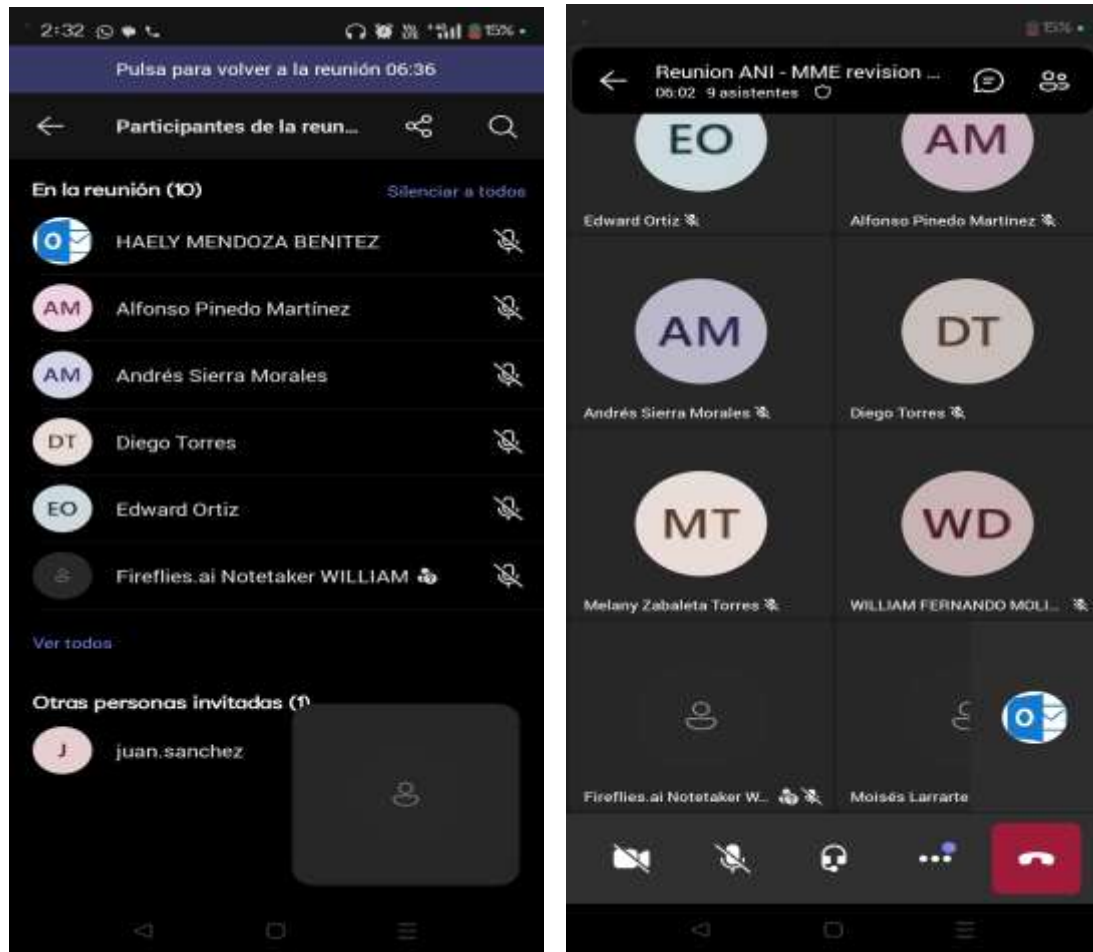 2:32
15%
Pulsa para volver a la reunión 06:36
Participantes de la reun...
En la reunión (10)
Silenciar a todos
HAELY MENDOZA BENITEZ
AM
Alfonso Pinedo Martínez
AM
Andrés Sierra Morales
DT
Diego Torres
EO
Edward Ortiz
Fireflies.ai Notetaker WILLIAM
Ver todos
Otras personas invitadas (1)
J
juan.sanchez
15%
Reunion ANI - MME revision ...
06:02 9 asistentes
EO
AM
Edward Ortiz
Alfonso Pinedo Martínez
AM
DT
Andrés Sierra Morales
Diego Torres
MT
WD
Melany Zabaleta Torres
WILLIAM FERNANDO MOLI...
Fireflies.ai Notetaker W...
Moisés Larrarte